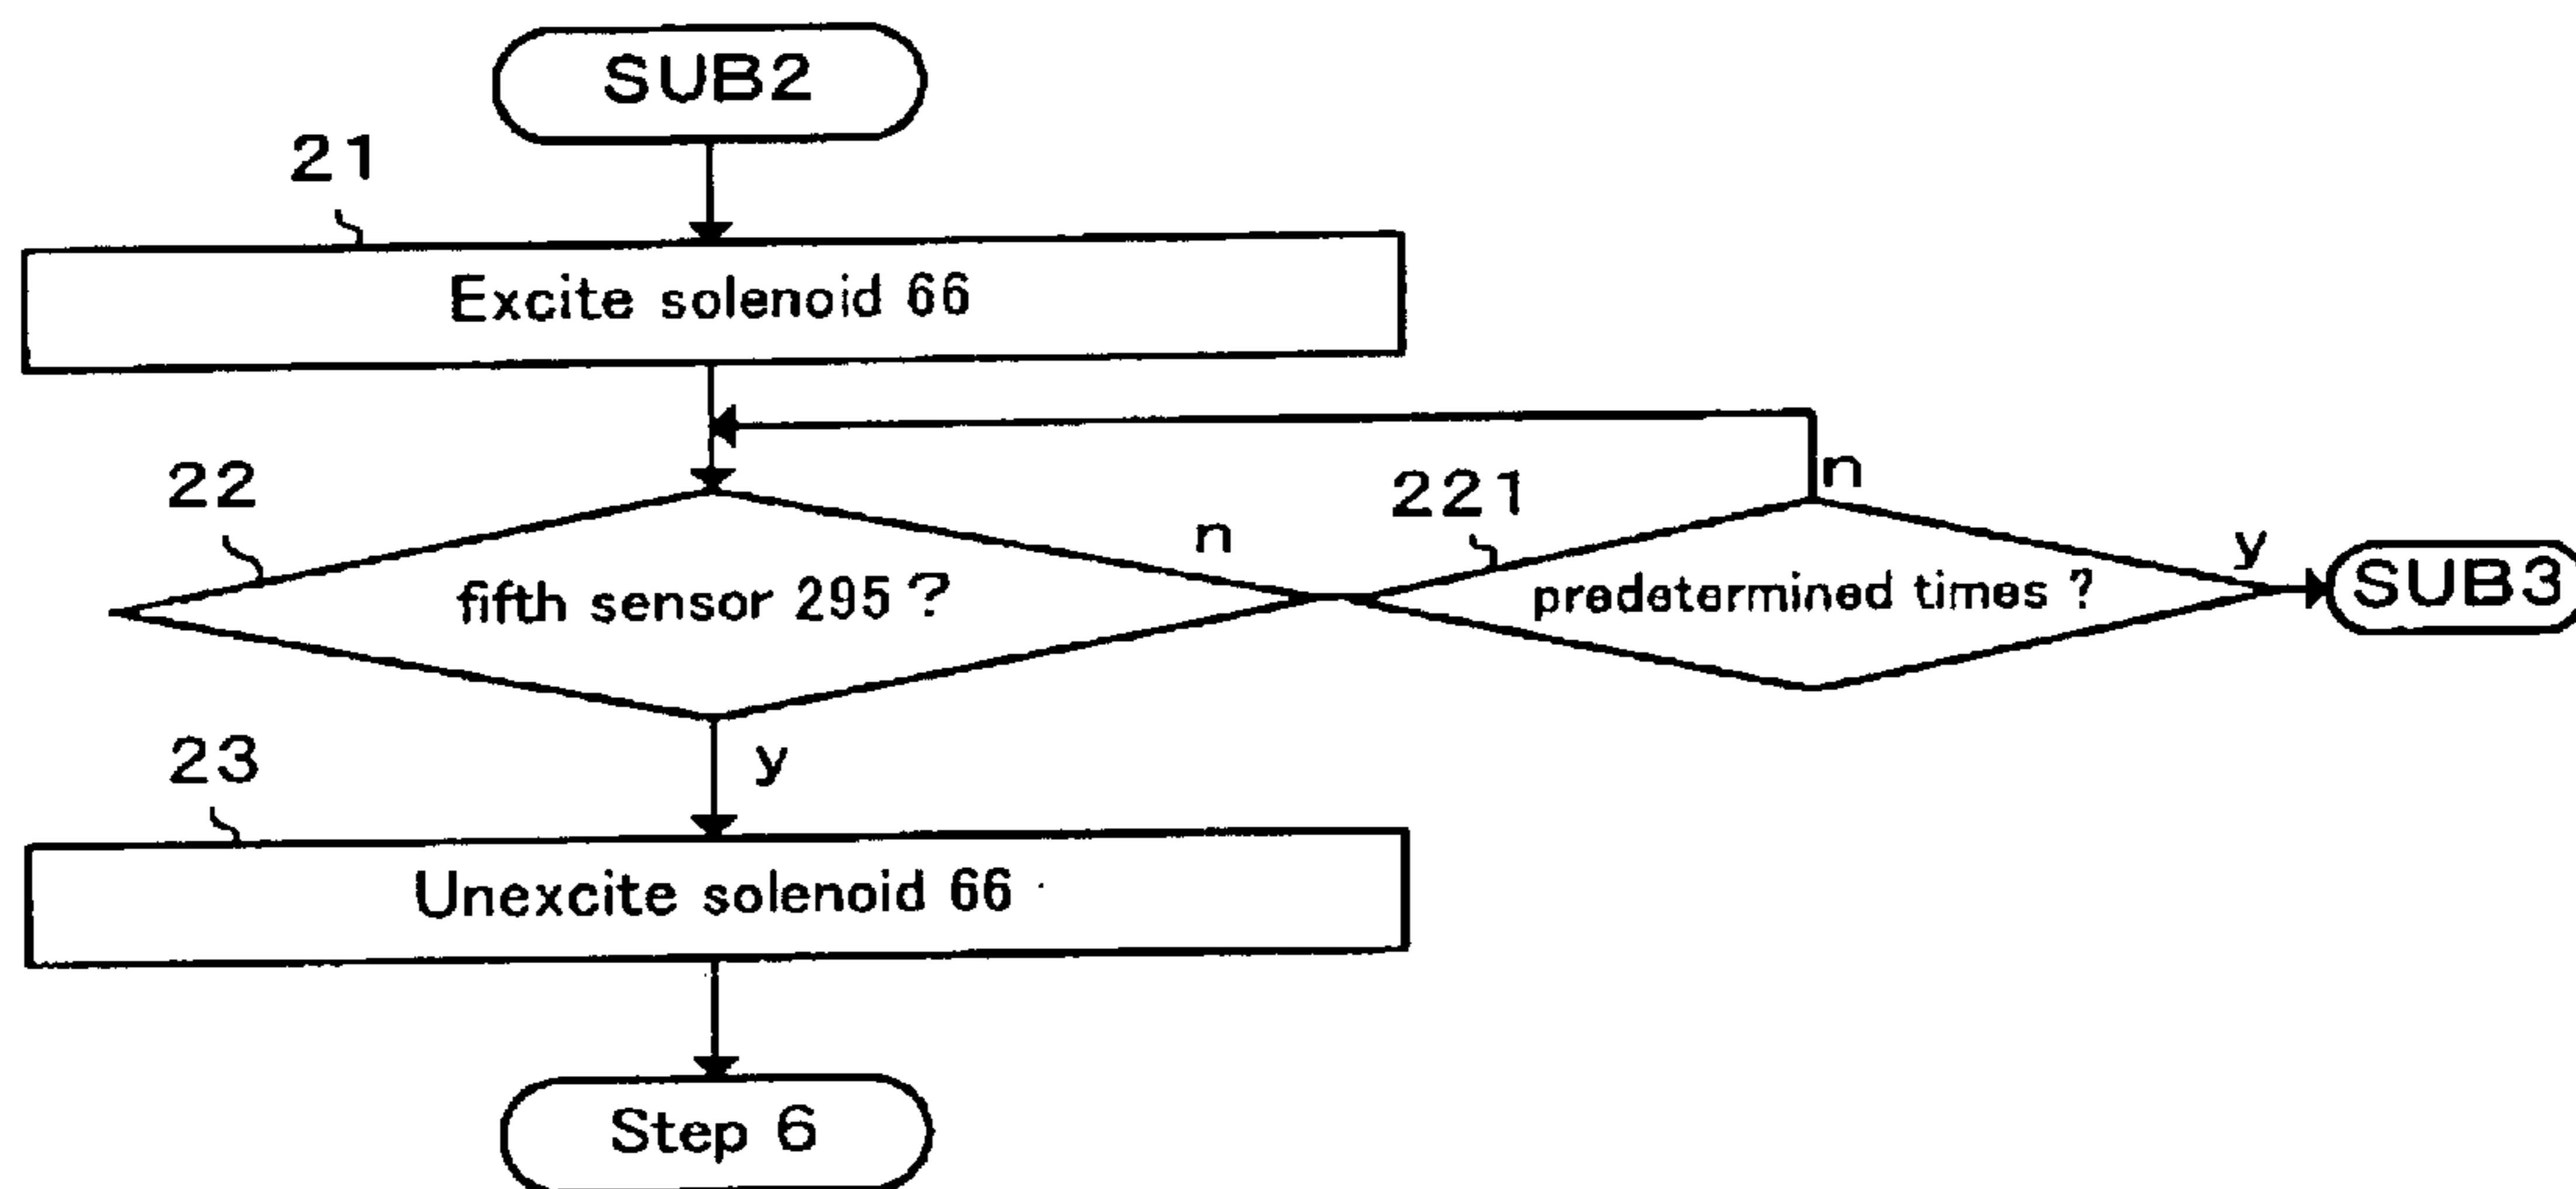 SUB2
21
Excite solenoid 66
n
22
221
n
y
fifth sensor 295 ?
predetermined times ?
SUB3
23
y
Unexcite solenoid 66
Step 6